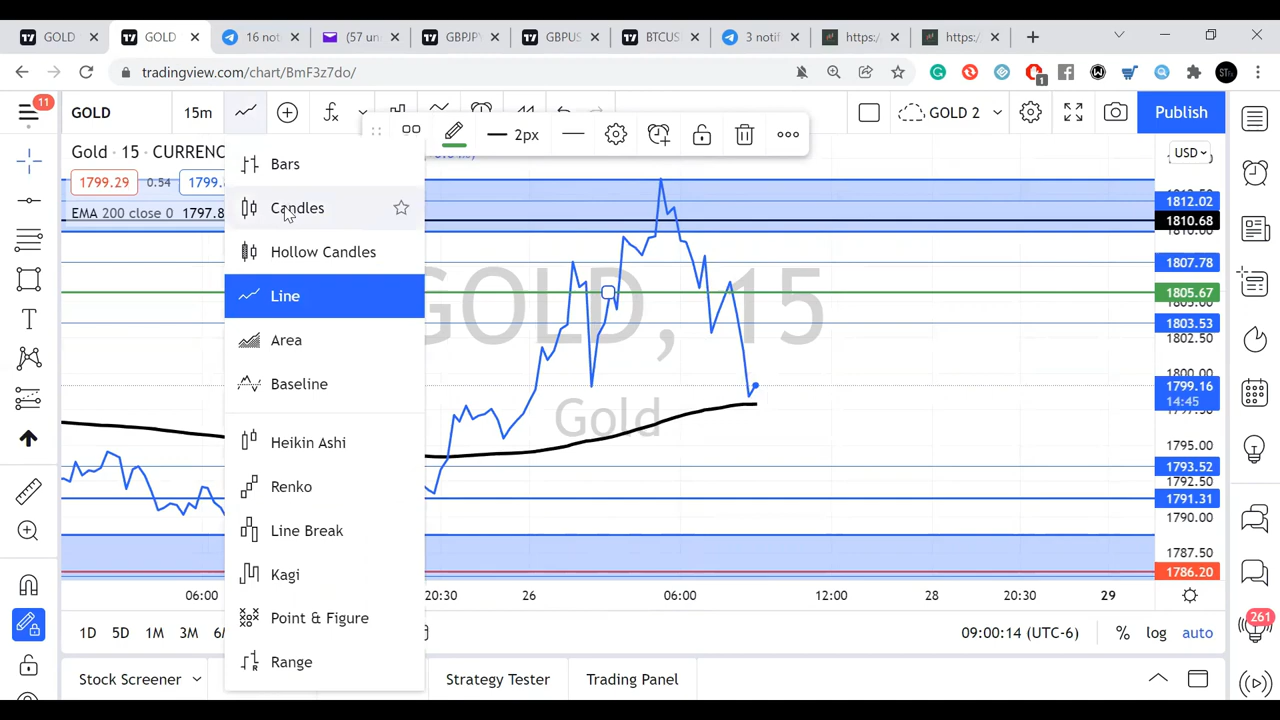 GOLD
GOLD
16 not
(57 un
GBPJP
GBPUS
BTCUS
3 notif
https:/
https:/
tradingview.com/chart/BmF3z7do/
1
11
GOLD
15m
GOLD 2
Publish
2px
Gold · 15 · CURRENC
USD
1799.29
0.54
1799.
EMA 200 close 0 1797.8
Bars
Candles
Hollow Candles
Line
Area
Baseline
Heikin Ashi
Renko
Line Break
Kagi
Point & Figure
Range
GOLD, 15
Gold
1812.02
1810.68
1810.00
1807.78
1805.67
1803.53
1802.50
1800.00
1799.16
14:45
1795.00
1793.52
1792.50
1791.31
1790.00
1787.50
1786.20
06:00
20:30
26
06:00
12:00
28
20:30
29
1D
5D
1M
3M
09:00:14 (UTC-6)
%
log
auto
261
Stock Screener
Strategy Tester
Trading Panel